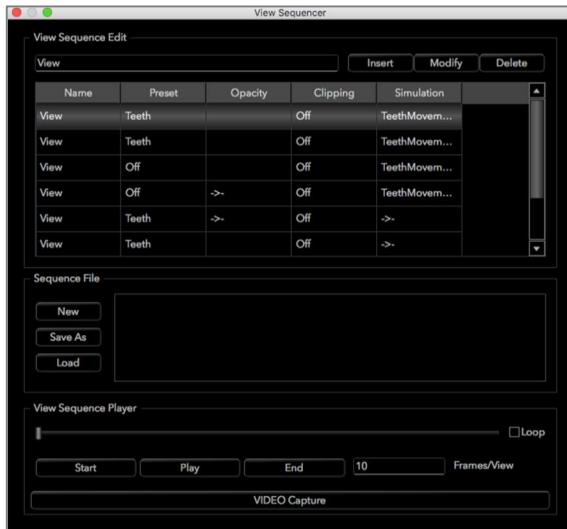 View Sequencer
View Sequence Edit
View Insert Modify Delete
Name Preset Opacity Clipping Simulation
View Teeth Off TeethMovem...
View Teeth Off TeethMovem...
View Off Off TeethMovem...
View Off ->- Off TeethMovem...
View Teeth ->- Off ->-
View Teeth Off ->-
Sequence File
New
Save As
Load
View Sequence Player
Loop
Start Play End 10 Frames/View
VIDEO Capture